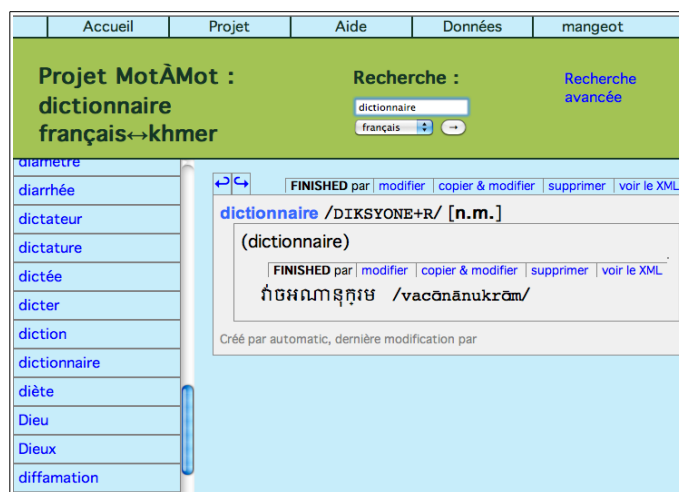 Accueil Projet Aide Données mangeot
Projet MotÀMot :
dictionnaire
français↔khmer
Recherche :
dictionnaire
français →
Recherche
avancée
diamètre
diarrhée
dictateur
dictature
dictée
dicter
diction
dictionnaire
diète
Dieu
Dieux
diffamation
↩ ↪ FINISHED par modifier copier & modifier supprimer voir le XML
dictionnaire /DIKSYONE+R/ [n.m.]
(dictionnaire)
FINISHED par modifier copier & modifier supprimer voir le XML
វ៉ាចអណានុក្រម /vacānānukrām/
Créé par automatic, dernière modification par